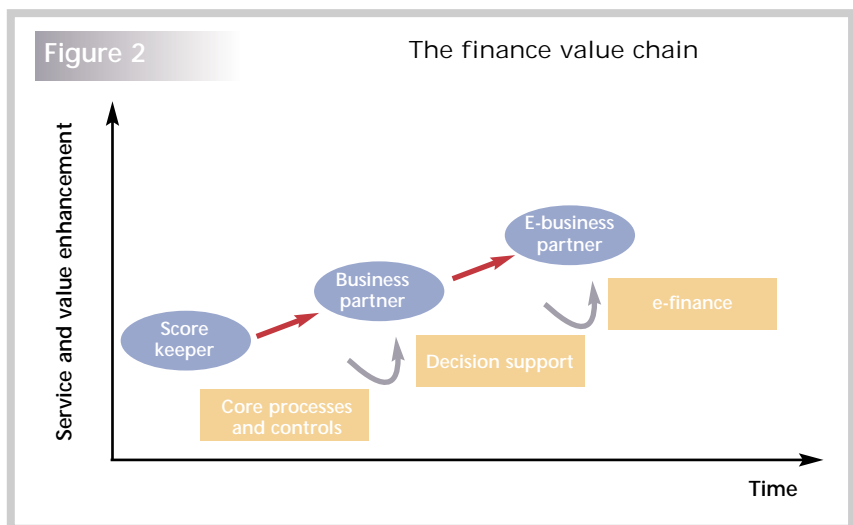 Figure 2
The finance value chain
Service and value enhancement
E-business
partner
Business
partner
e-finance
Score
keeper
Decision support
Core processes
and controls
Time